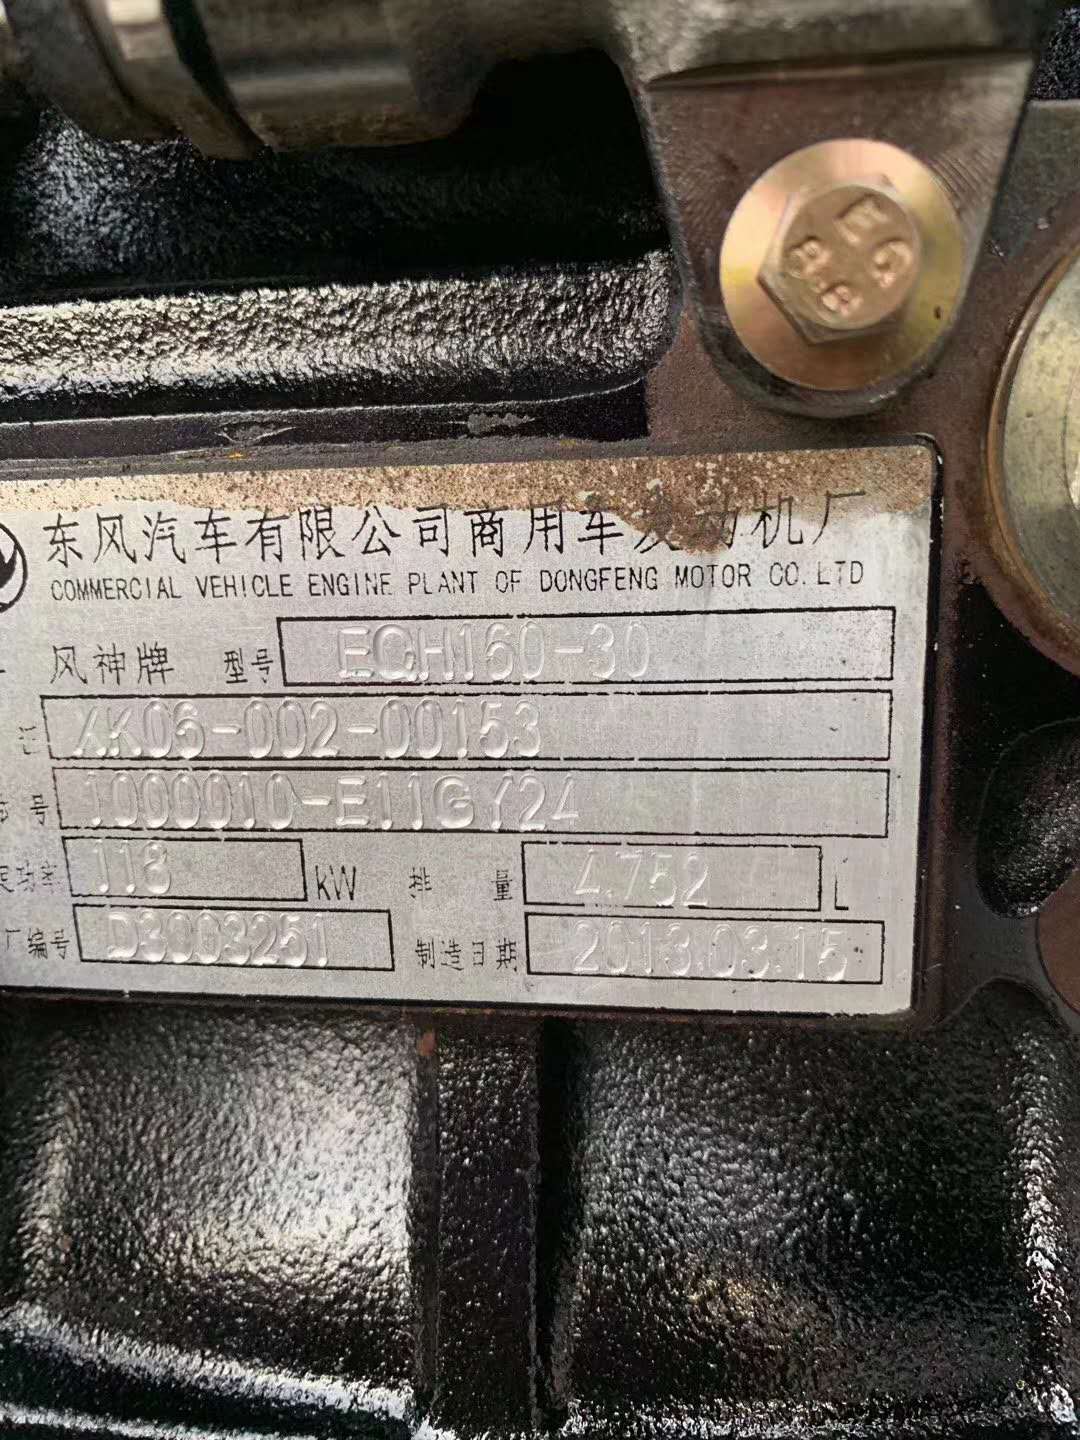 东风汽车有限公司商用车发动机厂
COMMERCIAL VEHICLE ENGINE PLANT OF DONGFENG MOTOR CO. LTD
风神牌 型号 EQH160-30
XK06-002-00153
号 1000010-E11GY24
功率 118 kW 排量 4.752 L
厂编号 D3003251 制造日期 2013.03.15